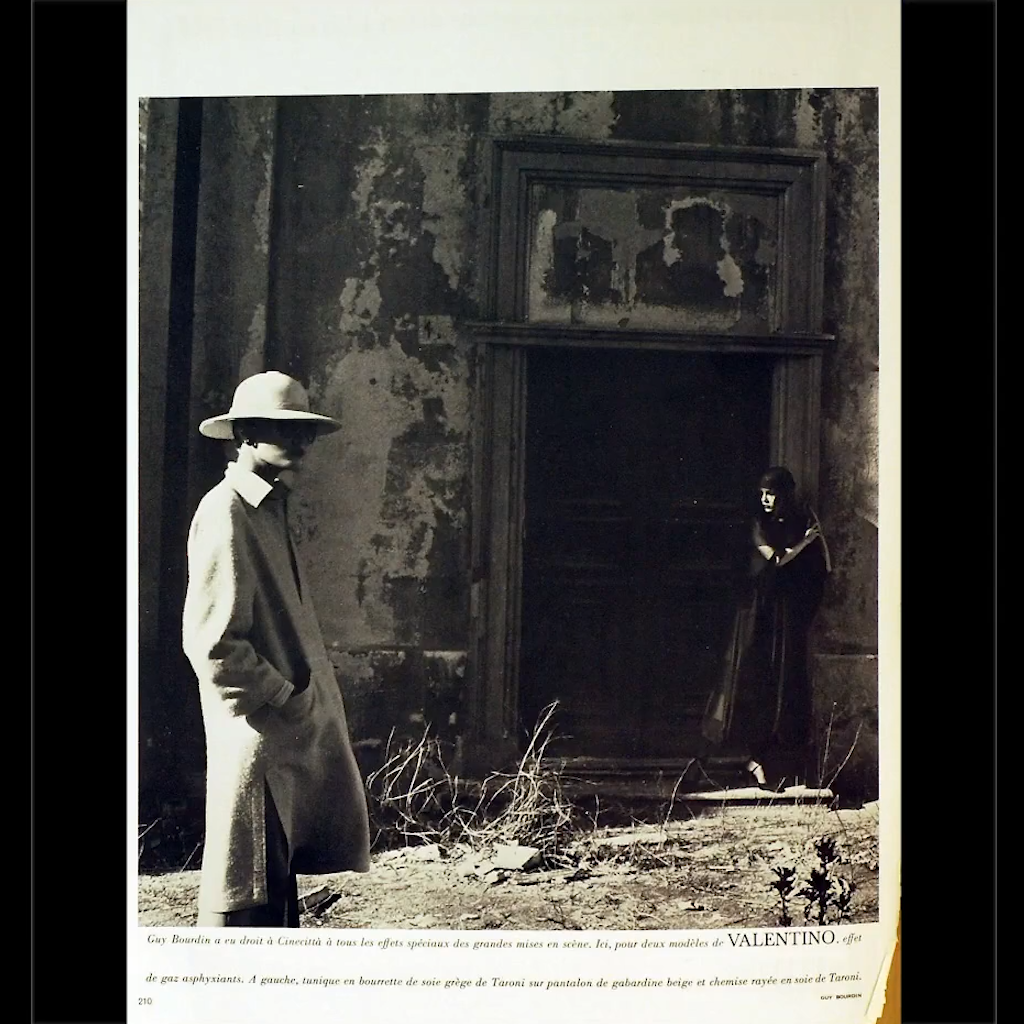 Guy Bourdin a eu droit à Cinecittà à tous les effets spéciaux des grandes mises en scène. Ici, pour deux modèles de VALENTINO, effet
de gaz asphyxiants. A gauche, tunique en bourrette de soie grège de Taroni sur pantalon de gabardine beige et chemise rayée en soie de Taroni.
GUY BOURDIN
210